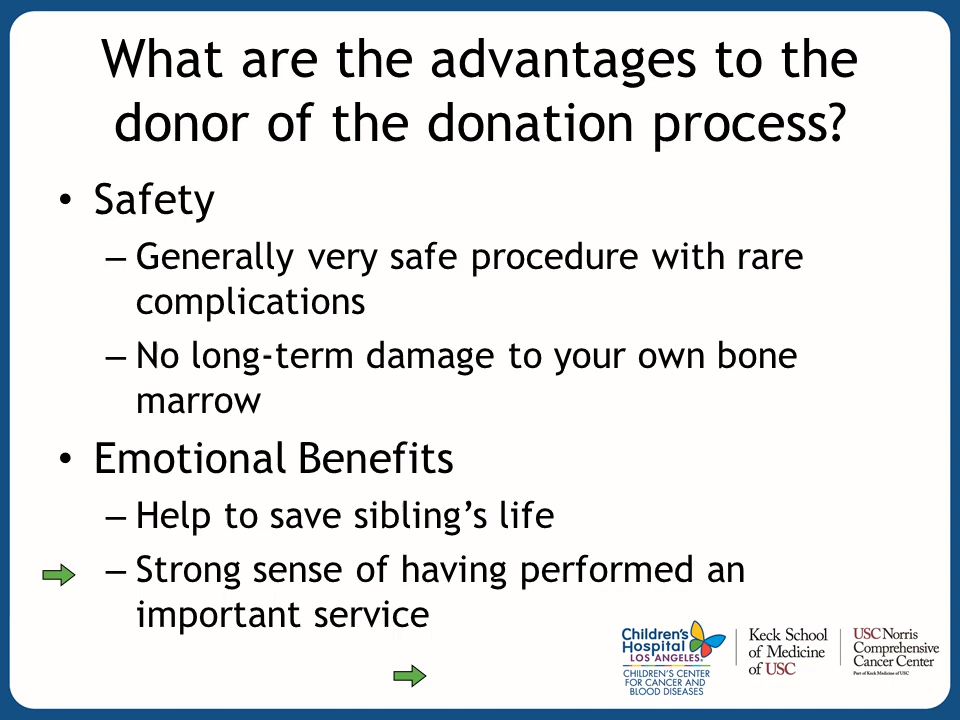 What are the advantages to the
donor of the donation process?
• Safety
– Generally very safe procedure with rare
complications
– No long-term damage to your own bone
marrow
• Emotional Benefits
– Help to save sibling’s life
– Strong sense of having performed an
important service
Children's
Hospital
LOS ANGELES
CHILDREN'S CENTER
FOR CANCER AND
BLOOD DISEASES
Keck School
of Medicine
of USC
USC Norris
Comprehensive
Cancer Center
Part of Keck Medicine of USC